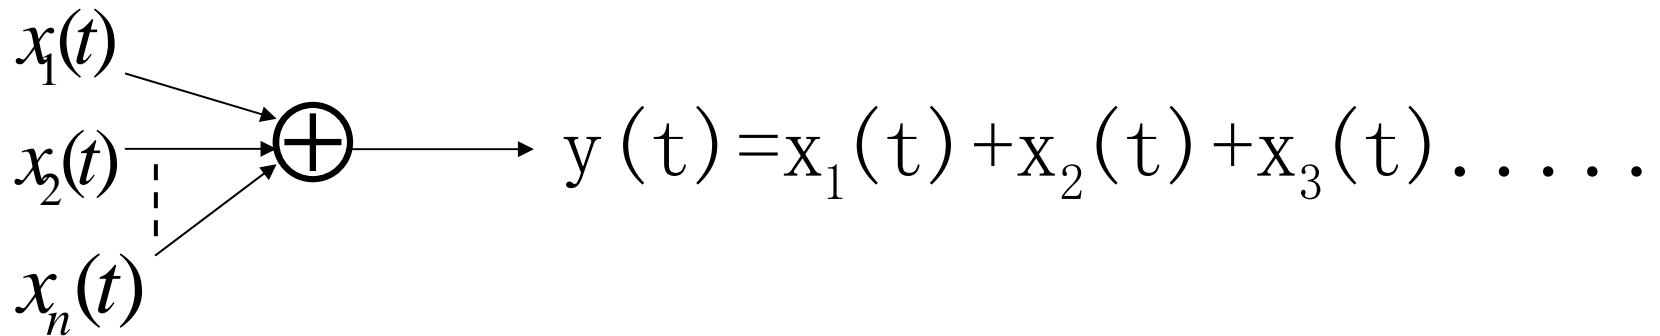 x₁(t)
x₂(t)
xₙ(t)
y(t)=x₁(t)+x₂(t)+x₃(t).....